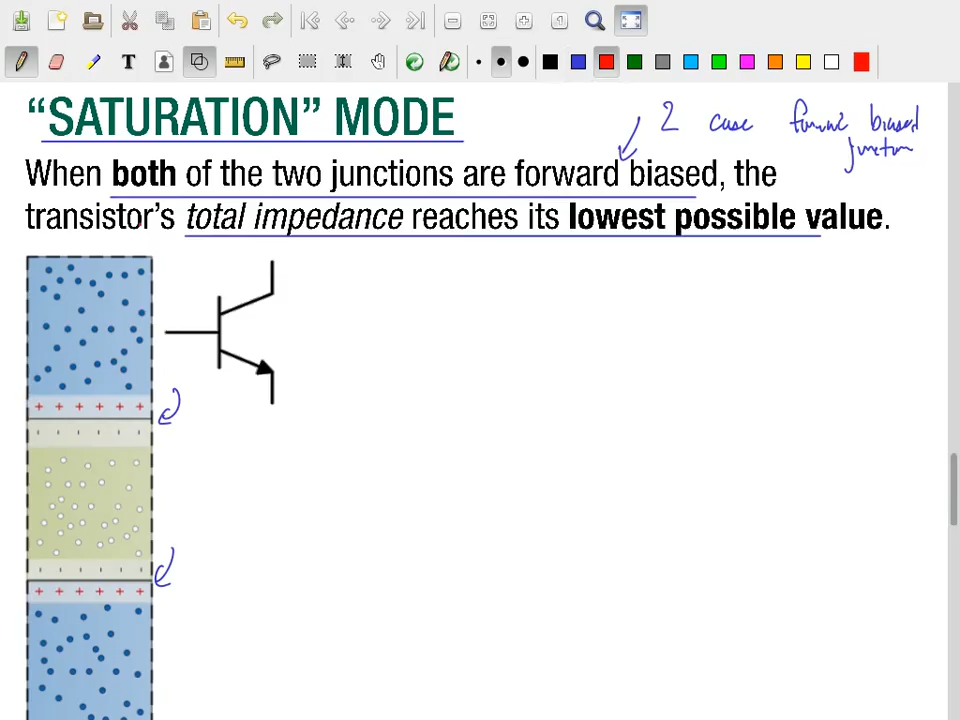 "SATURATION" MODE
2 case forward biased
junction
When both of the two junctions are forward biased, the
transistor's total impedance reaches its lowest possible value.